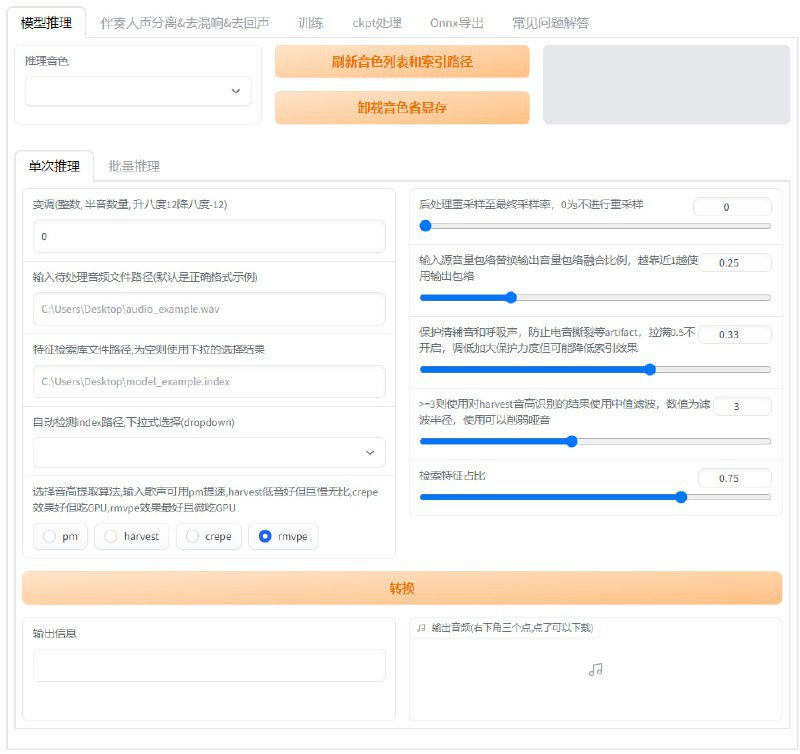 模型推理
伴奏人声分离&去混响&去回声
训练
ckpt处理
Onnx导出
常见问题解答
推理音色
刷新音色列表和索引路径
卸载音色省显存
单次推理
批量推理
变调(整数, 半音数量, 升八度12降八度-12)
0
输入待处理音频文件路径(默认是正确格式示例)
C:\Users\Desktop\audio_example.wav
特征检索库文件路径,为空则使用下拉的选择结果
C:\Users\Desktop\model_example.index
自动检测index路径,下拉式选择(dropdown)
选择音高提取算法,输入歌声可用pm提速,harvest低音好但巨慢无比,crepe
效果好但吃GPU,rmvpe效果最好且微吃GPU
pm
harvest
crepe
rmvpe
后处理重采样至最终采样率，0为不进行重采样
0
输入源音量包络替换输出音量包络融合比例，越靠近1越使
用输出包络
0.25
保护清辅音和呼吸声，防止电音撕裂等artifact，拉满0.5不
开启，调低加大保护力度但可能降低索引效果
0.33
>=3则使用对harvest音高识别的结果使用中值滤波，数值为滤
波半径，使用可以削弱哑音
3
检索特征占比
0.75
转换
输出信息
输出音频(右下角三个点,点了可以下载)